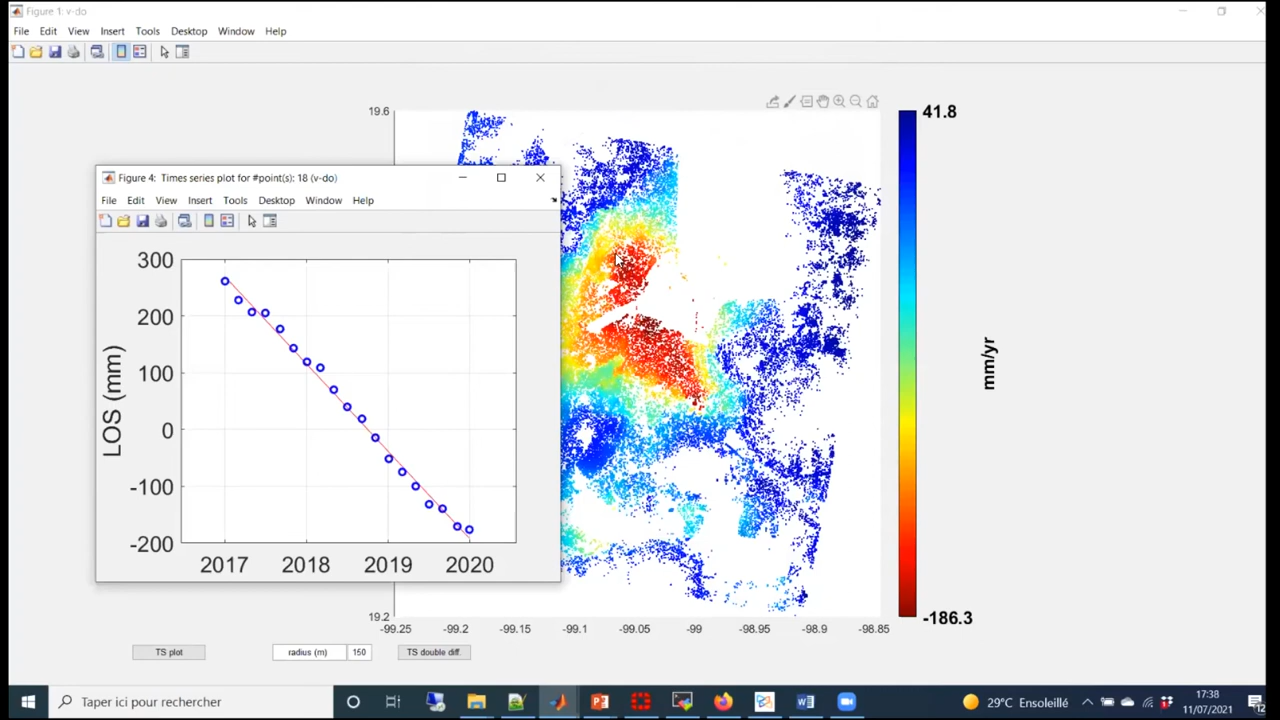 Figure 1: v-do
File Edit View Insert Tools Desktop Window Help
19.6
41.8
Figure 4: Times series plot for #point(s): 18 (v-do)
File Edit View Insert Tools Desktop Window Help
300
200
100
0
-100
-200
LOS (mm)
2017 2018 2019 2020
mm/yr
19.2
-186.3
-99.25 -99.2 -99.15 -99.1 -99.05 -99 -98.95 -98.9 -98.85
TS plot radius (m) 150 TS double diff
Taper ici pour rechercher
29°C Ensoleillé
17:38
11/07/2021
12